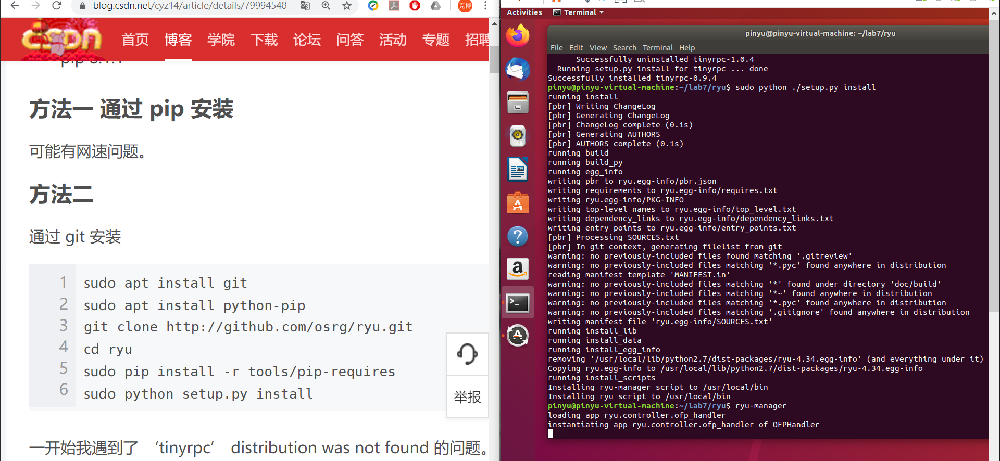 blog.csdn.net/cyz14/article/details/79994548
克博
CSDN
首页 博客 学院 下载 论坛 问答 活动 专题 招聘
方法一 通过 pip 安装
可能有网速问题。
方法二
通过 git 安装
1 sudo apt install git
2 sudo apt install python-pip
3 git clone http://github.com/osrg/ryu.git
4 cd ryu
5 sudo pip install -r tools/pip-requires
6 sudo python setup.py install
举报
一开始我遇到了 ‘tinyrpc’ distribution was not found 的问题。
Activities Terminal
pinyu@pinyu-virtual-machine: ~/lab7/ryu
File Edit View Search Terminal Help
Successfully uninstalled tinyrpc-1.0.4
Running setup.py install for tinyrpc ... done
Successfully installed tinyrpc-0.9.4
pinyu@pinyu-virtual-machine:~/lab7/ryu$ sudo python ./setup.py install
running install
[pbr] Writing ChangeLog
[pbr] Generating ChangeLog
[pbr] ChangeLog complete (0.1s)
[pbr] Generating AUTHORS
[pbr] AUTHORS complete (0.1s)
running build
running build_py
running egg_info
writing pbr to ryu.egg-info/pbr.json
writing requirements to ryu.egg-info/requires.txt
writing ryu.egg-info/PKG-INFO
writing top-level names to ryu.egg-info/top_level.txt
writing dependency_links to ryu.egg-info/dependency_links.txt
writing entry points to ryu.egg-info/entry_points.txt
[pbr] Processing SOURCES.txt
[pbr] In git context, generating filelist from git
warning: no previously-included files found matching '.gitreview'
warning: no previously-included files matching '*.pyc' found anywhere in distribution
reading manifest template 'MANIFEST.in'
warning: no previously-included files matching '*' found under directory 'doc/build'
warning: no previously-included files matching '*~' found anywhere in distribution
warning: no previously-included files matching '*.pyc' found anywhere in distribution
warning: no previously-included files matching '.gitignore' found anywhere in distribution
writing manifest file 'ryu.egg-info/SOURCES.txt'
running install_lib
running install_data
running install_egg_info
removing '/usr/local/lib/python2.7/dist-packages/ryu-4.34.egg-info' (and everything under it)
Copying ryu.egg-info to /usr/local/lib/python2.7/dist-packages/ryu-4.34.egg-info
running install_scripts
Installing ryu-manager script to /usr/local/bin
Installing ryu script to /usr/local/bin
pinyu@pinyu-virtual-machine:~/lab7/ryu$ ryu-manager
loading app ryu.controller.ofp_handler
instantiating app ryu.controller.ofp_handler of OFPHandler